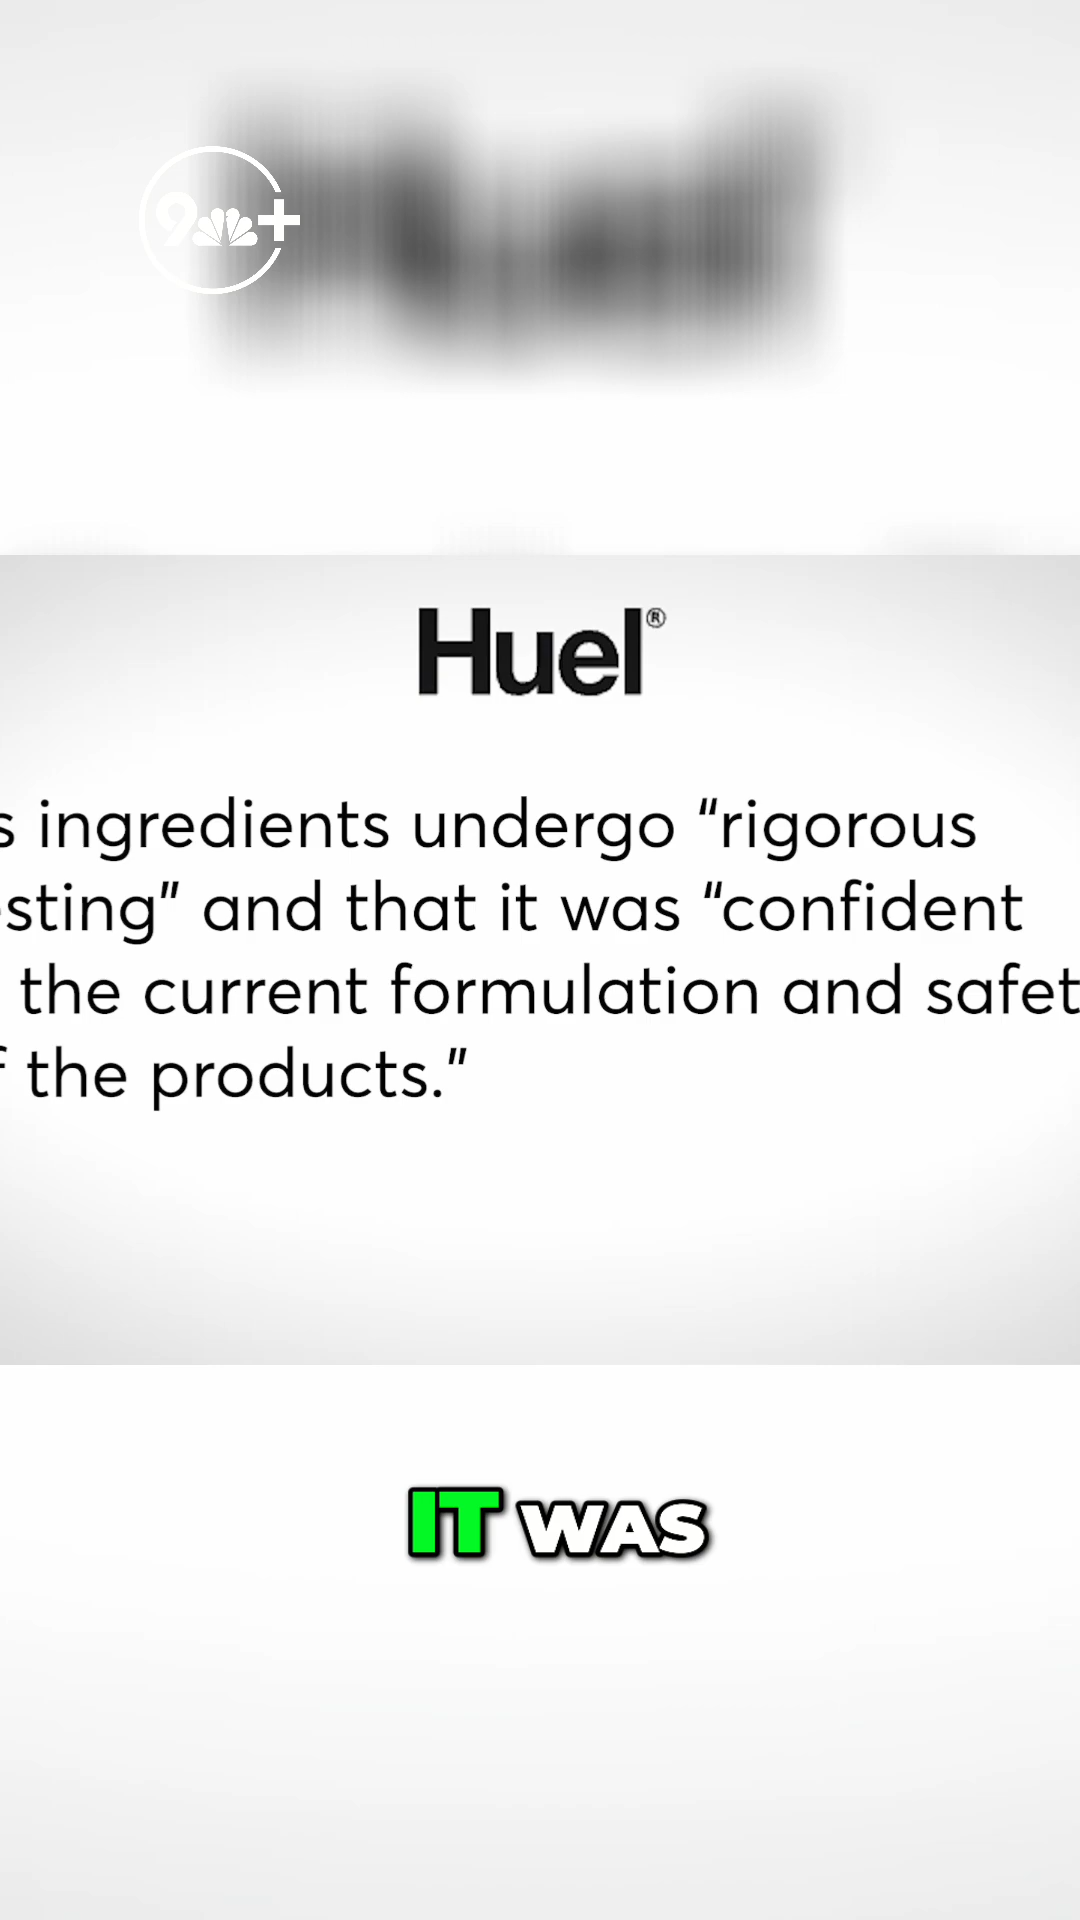 9+
Huel®
s ingredients undergo “rigorous
sting” and that it was “confident
the current formulation and safet
f the products.”
IT WAS